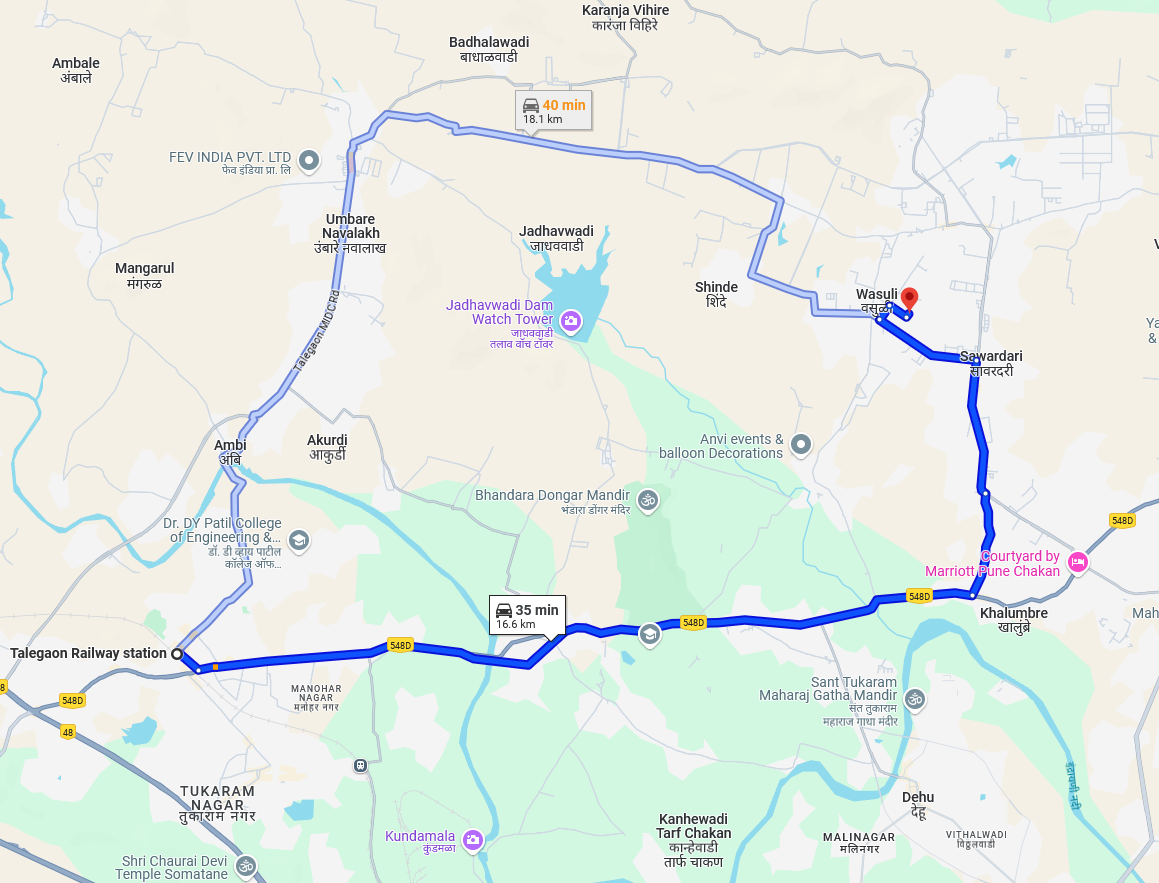 Karanja Vihire
कारंजा विहिरे
Badhalawadi
बाधाळवाडी
Ambale
अंबाले
40 min
18.1 km
FEV INDIA PVT. LTD
फेव इंडिया प्रा. लि
Umbare
Navalakh
उंबारे नवालाख
Jadhavwadi
जाधववाडी
Mangarul
मंगरुळ
Shinde
शिंदे
Wasuli
वसुली
Jadhavwadi Dam
Watch Tower
जाधववाडी
तलाव वॉच टॉवर
Talegaon MIDC Rd
Sawardari
सावरदरी
Ambi
अंबि
Akurdi
आकुर्डी
Anvi events &
balloon Decorations
Bhandara Dongar Mandir
भंडारा डोंगर मंदिर
Dr. DY Patil College
of Engineering &...
डॉ. डी व्हाय पाटील
कॉलेज ऑफ...
548D
Courtyard by
Marriott Pune Chakan
548D
Khalumbre
खालुंब्रे
Mah
35 min
16.6 km
548D
548D
Talegaon Railway station
548D
48
8
MANOHAR
NAGAR
मनोहर नगर
Sant Tukaram
Maharaj Gatha Mandir
संत तुकाराम
महाराज गाथा मंदीर
TUKARAM
NAGAR
तुकाराम नगर
Dehu
देहू
Kanhewadi
Tarf Chakan
कान्हेवाडी
तार्फ चाकण
Kundamala
कुंडमळा
MALINAGAR
मलिनगर
VITHALWADI
विठ्ठलवाडी
Shri Chaurai Devi
Temple Somatane